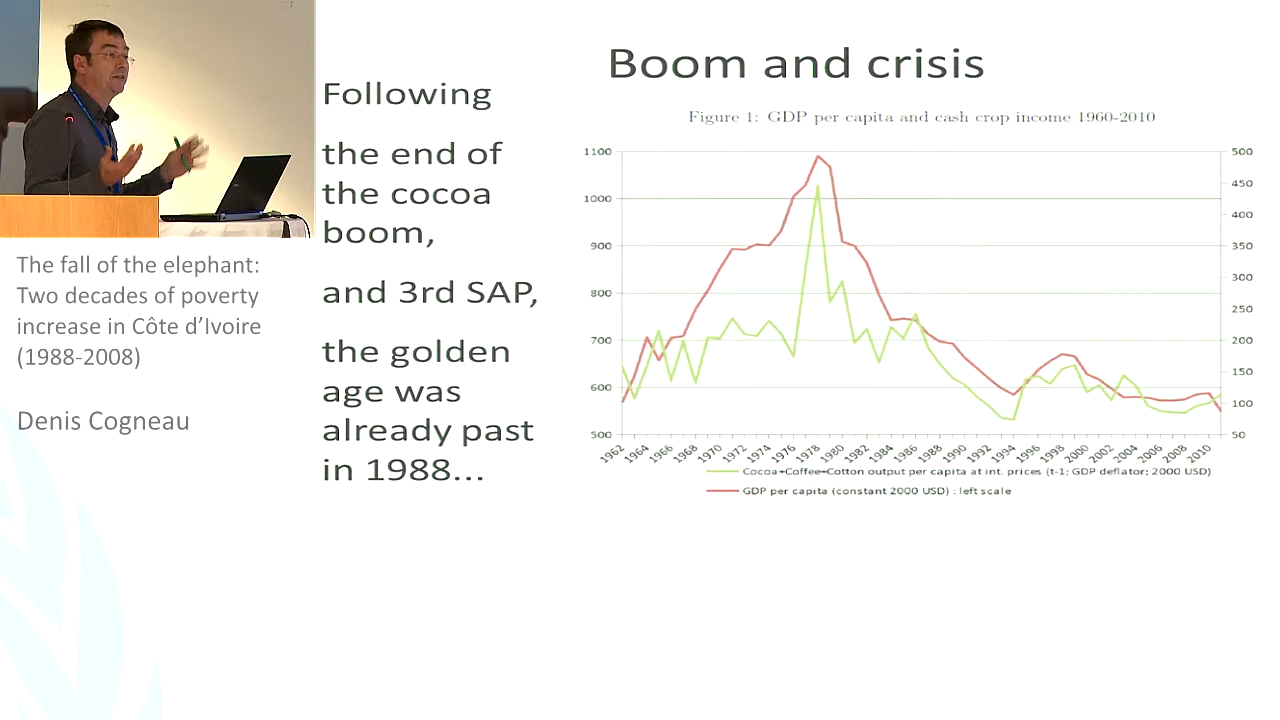 Boom and crisis
Following
the end of
the cocoa
boom,
and 3rd SAP,
the golden
age was
already past
in 1988...
Figure 1: GDP per capita and cash crop income 1960-2010
1100
1000
900
800
700
600
500
500
450
400
350
300
250
200
150
100
50
1962
1964
1966
1968
1970
1972
1974
1976
1978
1980
1982
1984
1986
1988
1990
1992
1994
1996
1998
2000
2002
2004
2006
2008
2010
Cocoa+Coffee+Cotton output per capita at int. prices (t-1; GDP deflator; 2000 USD)
GDP per capita (constant 2000 USD) : left scale
The fall of the elephant:
Two decades of poverty
increase in Côte d’Ivoire
(1988-2008)
Denis Cogneau